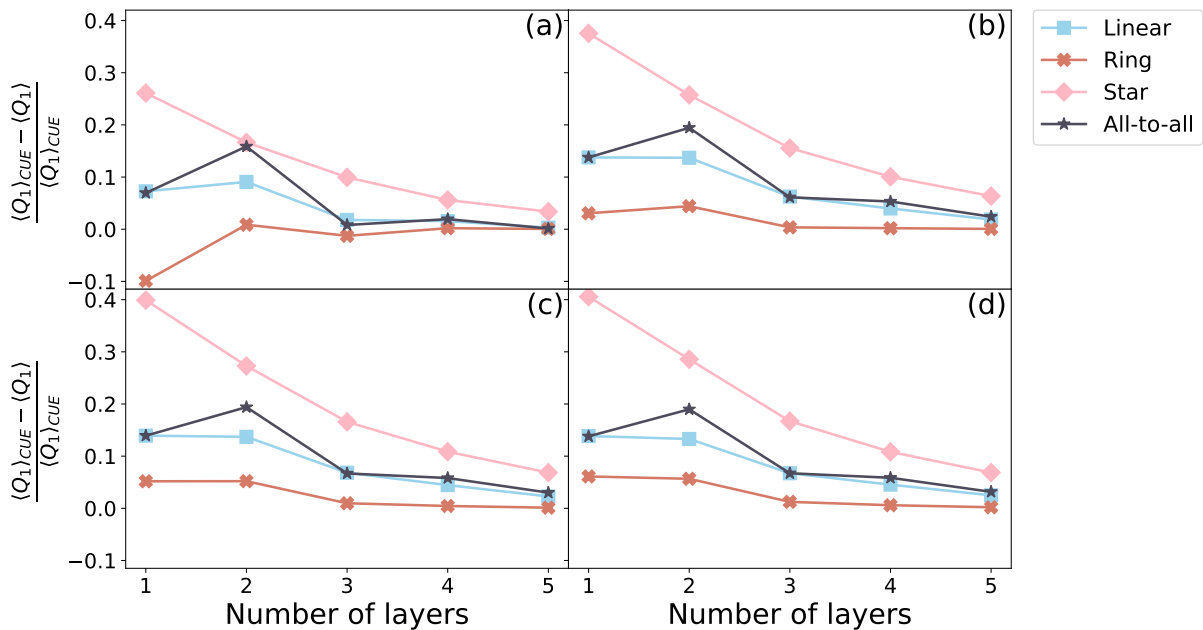 0.4
0.3
0.2
0.1
0.0
−0.1
⟨Q₁⟩CUE − ⟨Q₁⟩
⟨Q₁⟩CUE
(a)
(b)
Linear
Ring
Star
All-to-all
0.4
0.3
0.2
0.1
0.0
−0.1
⟨Q₁⟩CUE − ⟨Q₁⟩
⟨Q₁⟩CUE
(c)
(d)
1 2 3 4 5
1 2 3 4 5
Number of layers
Number of layers